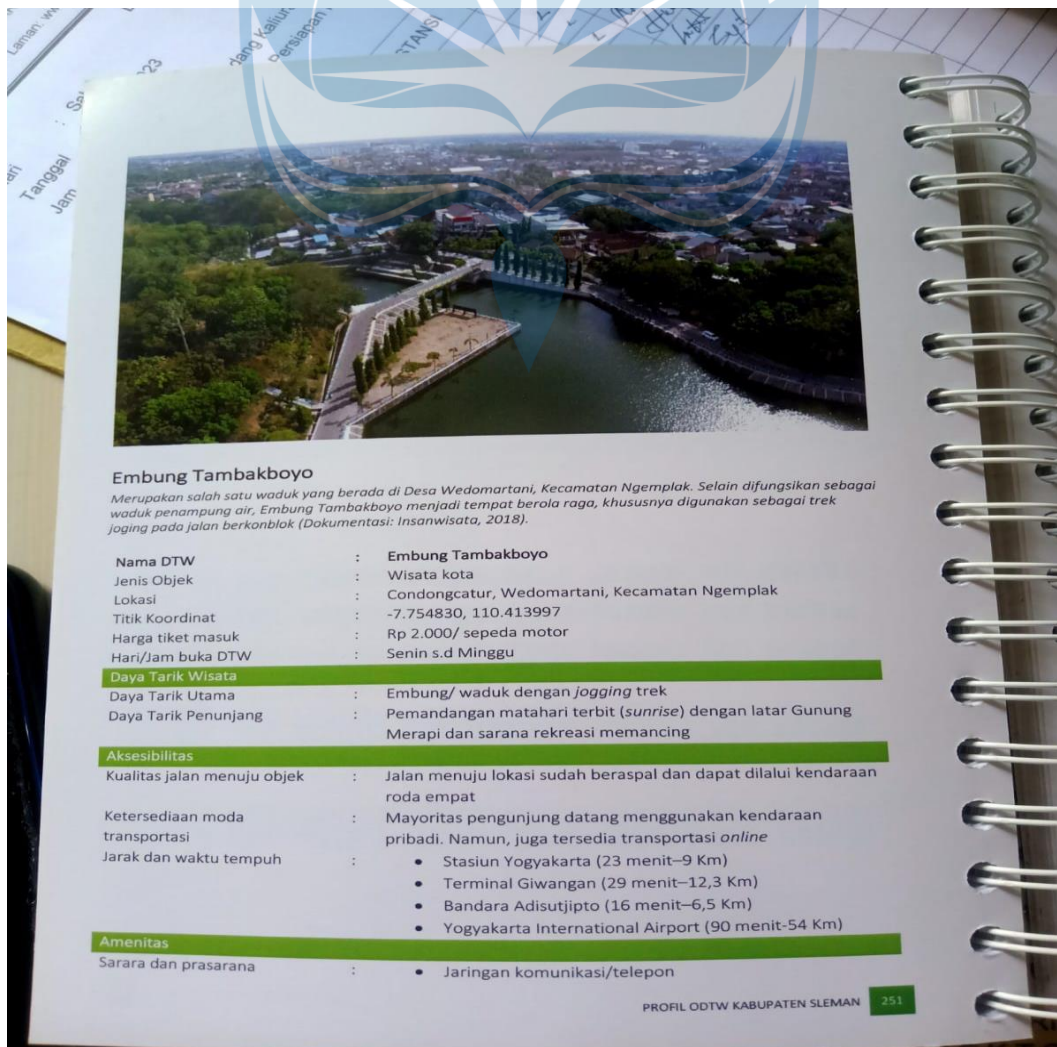 Laman: ww
23
dang Kaliura
Persiapan
Tanggal
Jam
Embung Tambakboyo
Merupakan salah satu waduk yang berada di Desa Wedomartani, Kecamatan Ngemplak. Selain difungsikan sebagai
waduk penampung air, Embung Tambakboyo menjadi tempat berola raga, khususnya digunakan sebagai trek
joging pada jalan berkonblok (Dokumentasi: Insanwisata, 2018).
Nama DTW : Embung Tambakboyo
Jenis Objek : Wisata kota
Lokasi : Condongcatur, Wedomartani, Kecamatan Ngemplak
Titik Koordinat : -7.754830, 110.413997
Harga tiket masuk : Rp 2.000/ sepeda motor
Hari/Jam buka DTW : Senin s.d Minggu
Daya Tarik Wisata
Daya Tarik Utama : Embung/ waduk dengan jogging trek
Daya Tarik Penunjang : Pemandangan matahari terbit (sunrise) dengan latar Gunung
Merapi dan sarana rekreasi memancing
Aksesibilitas
Kualitas jalan menuju objek : Jalan menuju lokasi sudah beraspal dan dapat dilalui kendaraan
roda empat
Ketersediaan moda : Mayoritas pengunjung datang menggunakan kendaraan
transportasi pribadi. Namun, juga tersedia transportasi online
Jarak dan waktu tempuh : • Stasiun Yogyakarta (23 menit–9 Km)
• Terminal Giwangan (29 menit–12,3 Km)
• Bandara Adisutjipto (16 menit–6,5 Km)
• Yogyakarta International Airport (90 menit-54 Km)
Amenitas
Sarara dan prasarana : • Jaringan komunikasi/telepon
PROFIL ODTW KABUPATEN SLEMAN 251